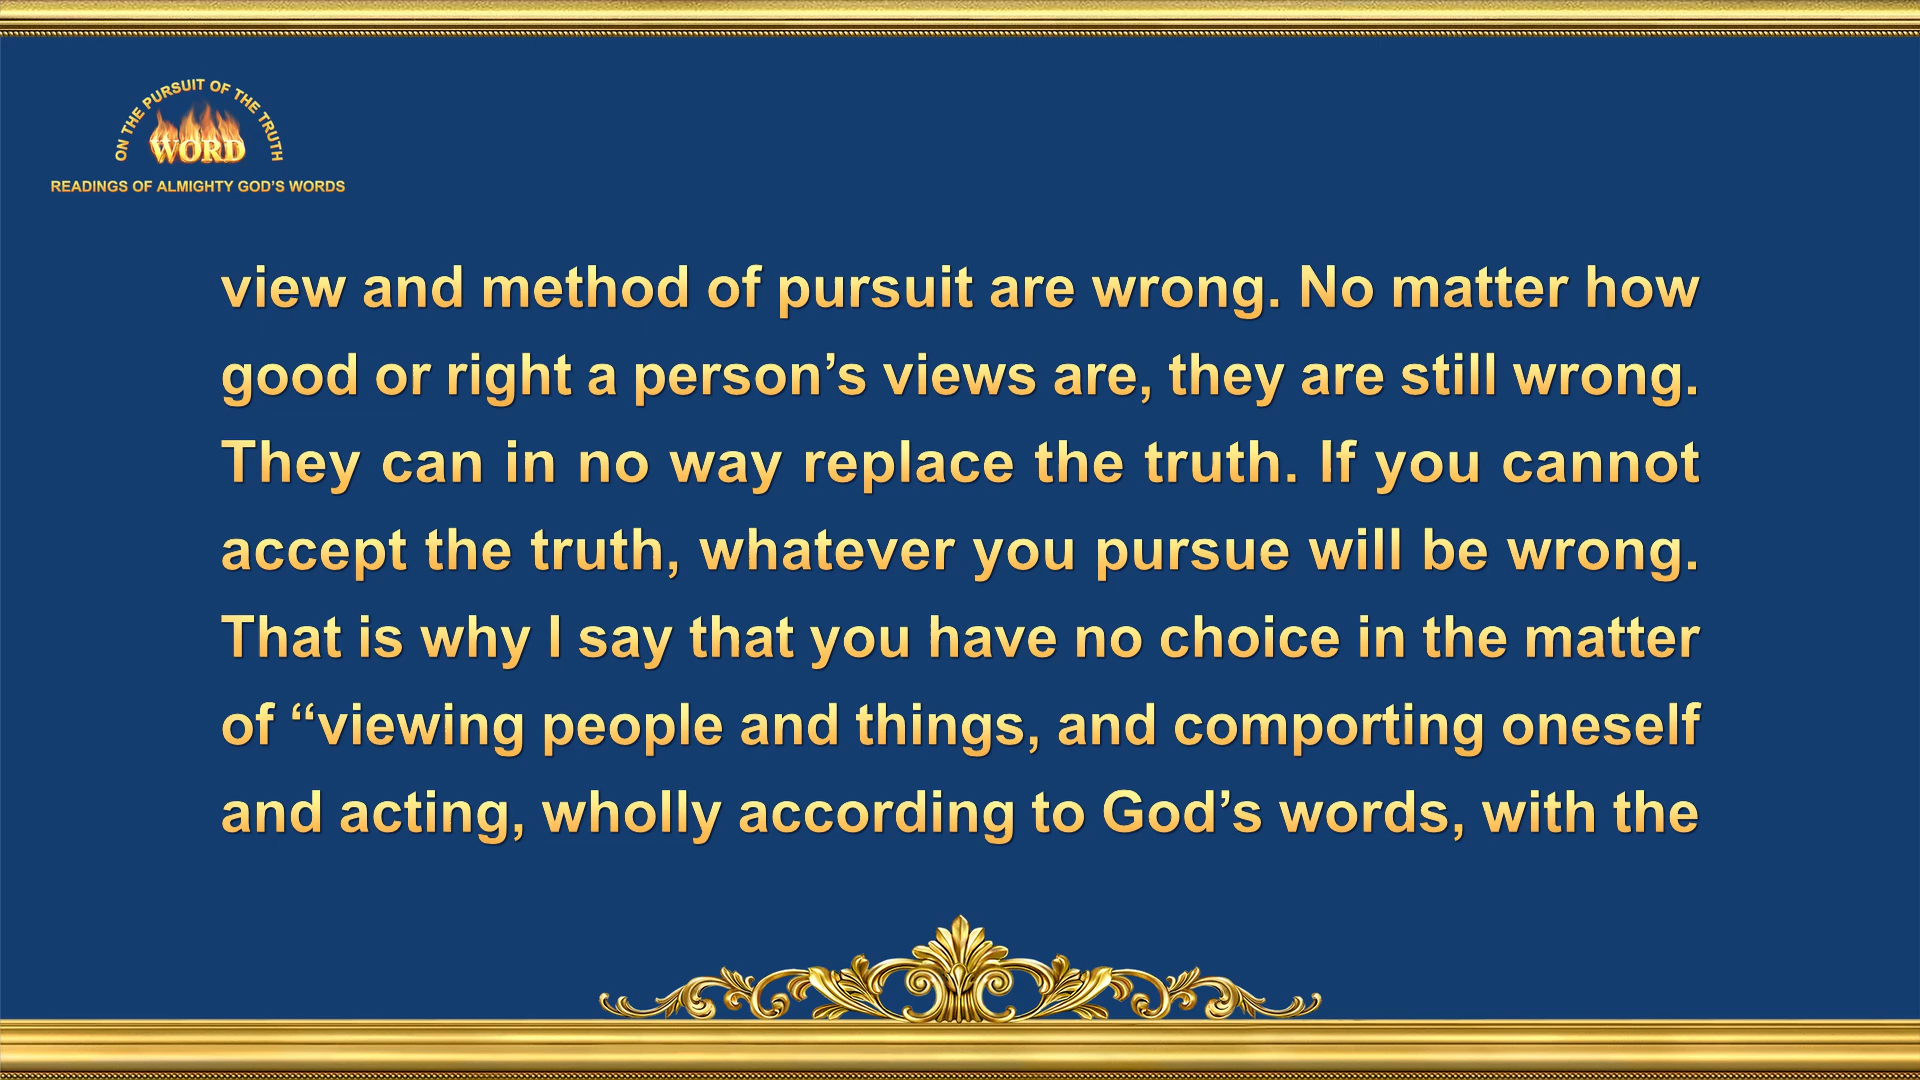 ON THE PURSUIT OF THE TRUTH
WORD
READINGS OF ALMIGHTY GOD’S WORDS
view and method of pursuit are wrong. No matter how
good or right a person’s views are, they are still wrong.
They can in no way replace the truth. If you cannot
accept the truth, whatever you pursue will be wrong.
That is why I say that you have no choice in the matter
of “viewing people and things, and comporting oneself
and acting, wholly according to God’s words, with the